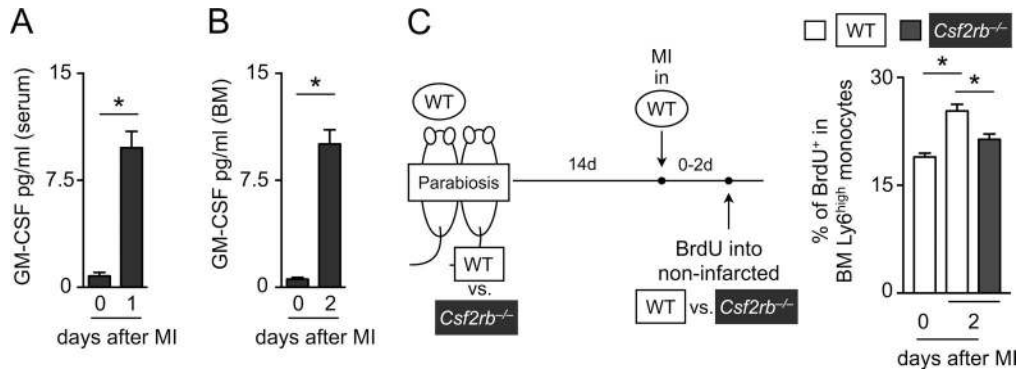 A
GM-CSF pg/ml (serum)
15
7.5
0
*
0 1
days after MI
B
GM-CSF pg/ml (BM)
15
7.5
0
*
0 2
days after MI
C
WT
Parabiosis
WT
vs.
Csf2rb–/–
14d
MI
in
WT
0-2d
BrdU into
non-infarcted
WT vs. Csf2rb–/–
WT Csf2rb–/–
% of BrdU+ in
BM Ly6high monocytes
30
15
0
* *
0 2
days after MI